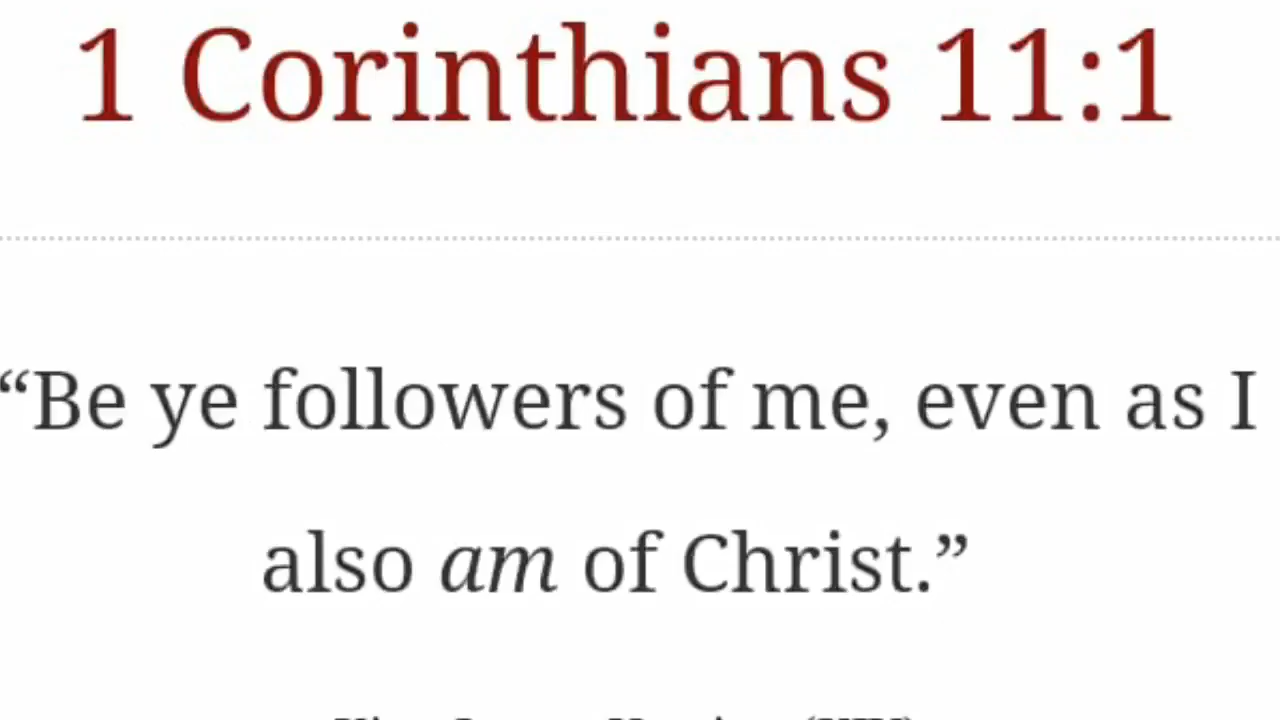 1 Corinthians 11:1
“Be ye followers of me, even as I
also am of Christ.”